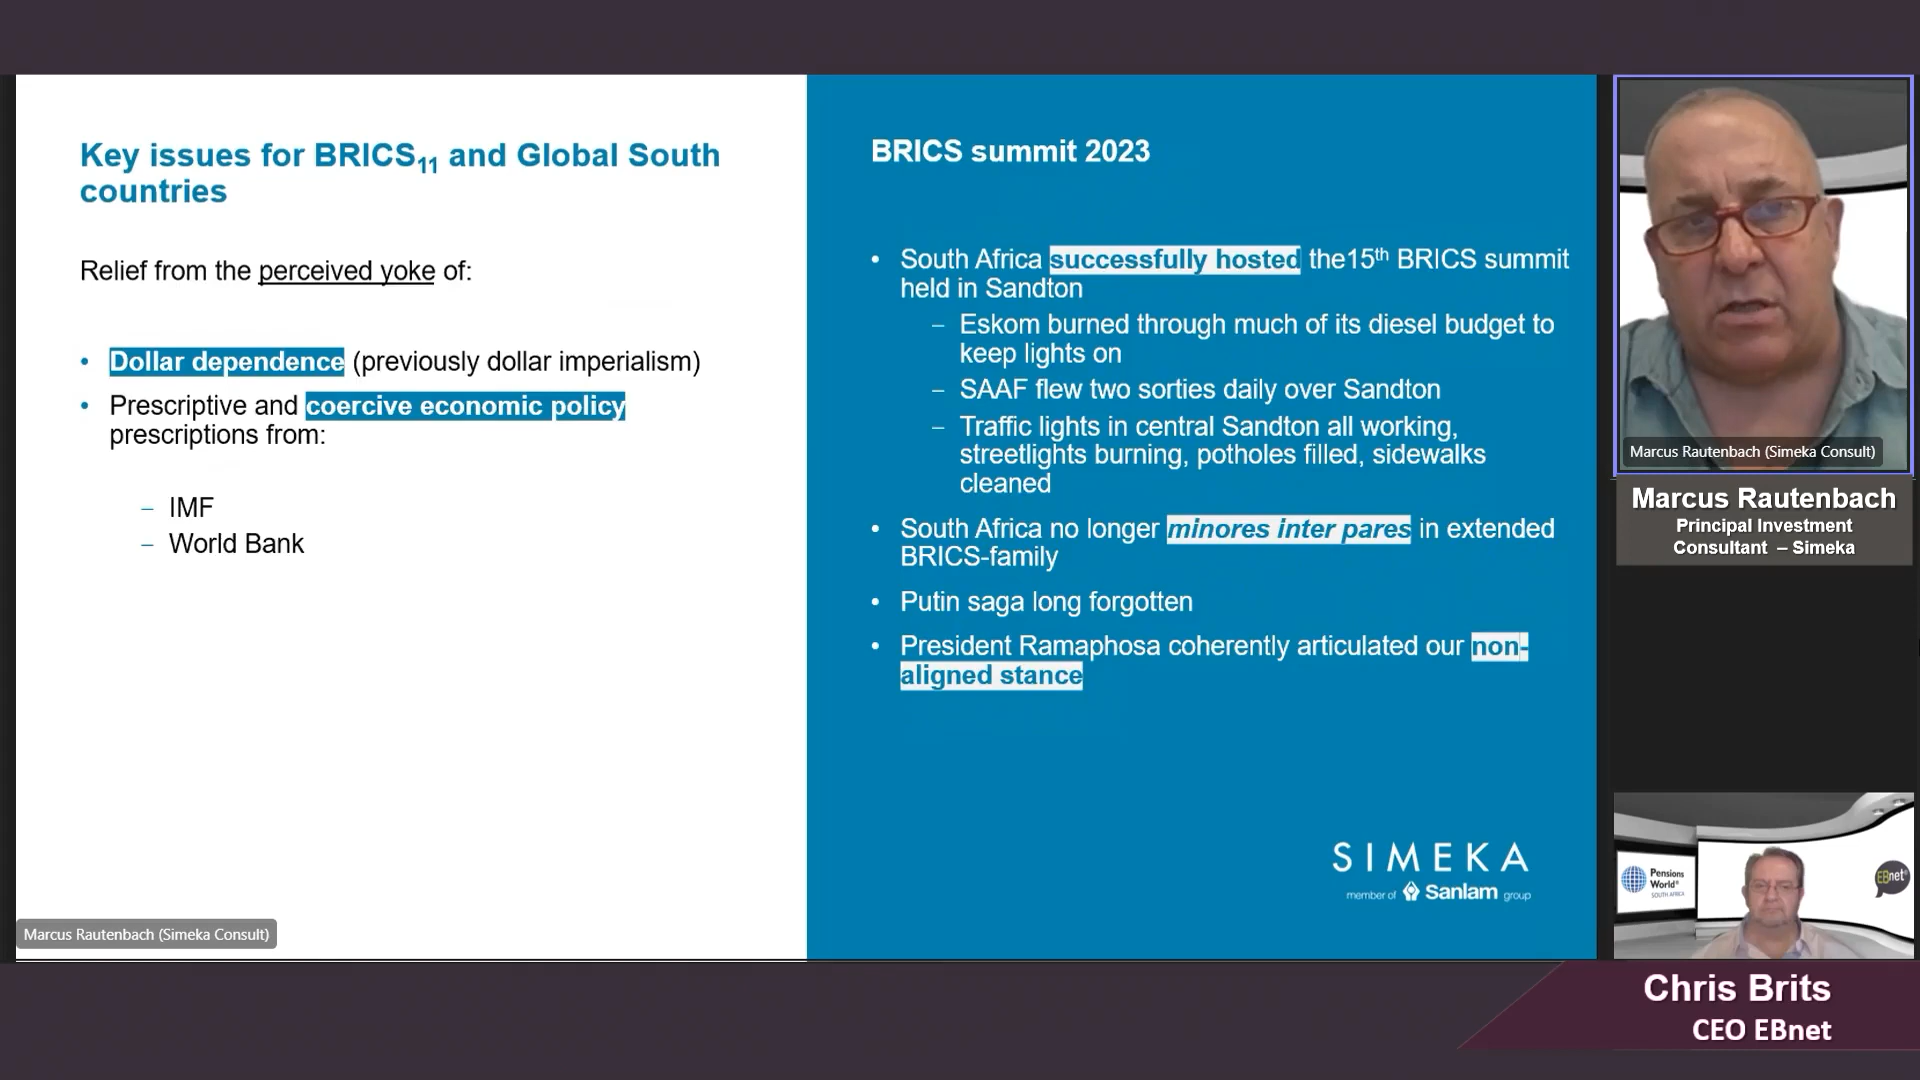 Key issues for BRICS11 and Global South
countries
Relief from the perceived yoke of:
• Dollar dependence (previously dollar imperialism)
• Prescriptive and coercive economic policy
prescriptions from:
– IMF
– World Bank
Marcus Rautenbach (Simeka Consult)
BRICS summit 2023
• South Africa successfully hosted the15th BRICS summit
held in Sandton
– Eskom burned through much of its diesel budget to
keep lights on
– SAAF flew two sorties daily over Sandton
– Traffic lights in central Sandton all working,
streetlights burning, potholes filled, sidewalks
cleaned
• South Africa no longer minores inter pares in extended
BRICS-family
• Putin saga long forgotten
• President Ramaphosa coherently articulated our non-
aligned stance
SIMEKA
member of Sanlam group
Marcus Rautenbach (Simeka Consult)
Marcus Rautenbach
Principal Investment
Consultant – Simeka
Pensions
World®
SOUTH AFRICA
EBnet
Chris Brits
CEO EBnet